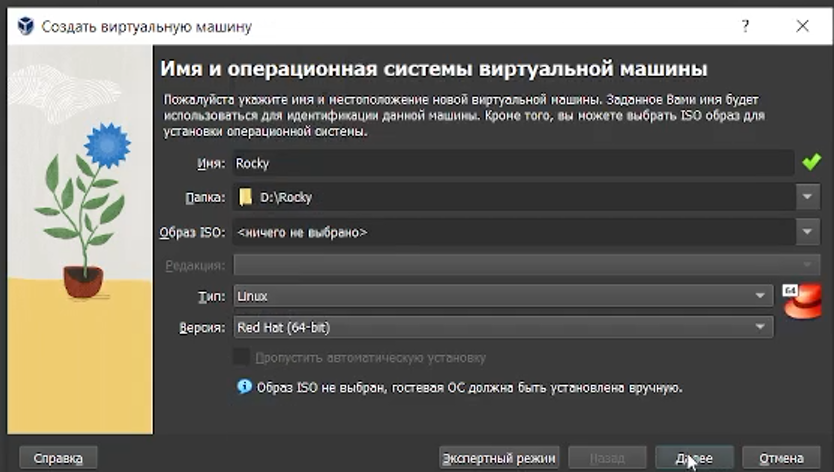 Создать виртуальную машину
?
Имя и операционная системы виртуальной машины
Пожалуйста укажите имя и местоположение новой виртуальной машины. Заданное Вами имя будет
использоваться для идентификации данной машины. Кроме того, вы можете выбрать ISO образ для
установки операционной системы.
Имя: Rocky
Папка: D:\Rocky
Образ ISO: <ничего не выбрано>
Редакция:
Тип: Linux
64
Версия: Red Hat (64-bit)
Пропустить автоматическую установку
Образ ISO не выбран, гостевая ОС должна быть установлена вручную.
Справка Экспертный режим Назад Далее Отмена